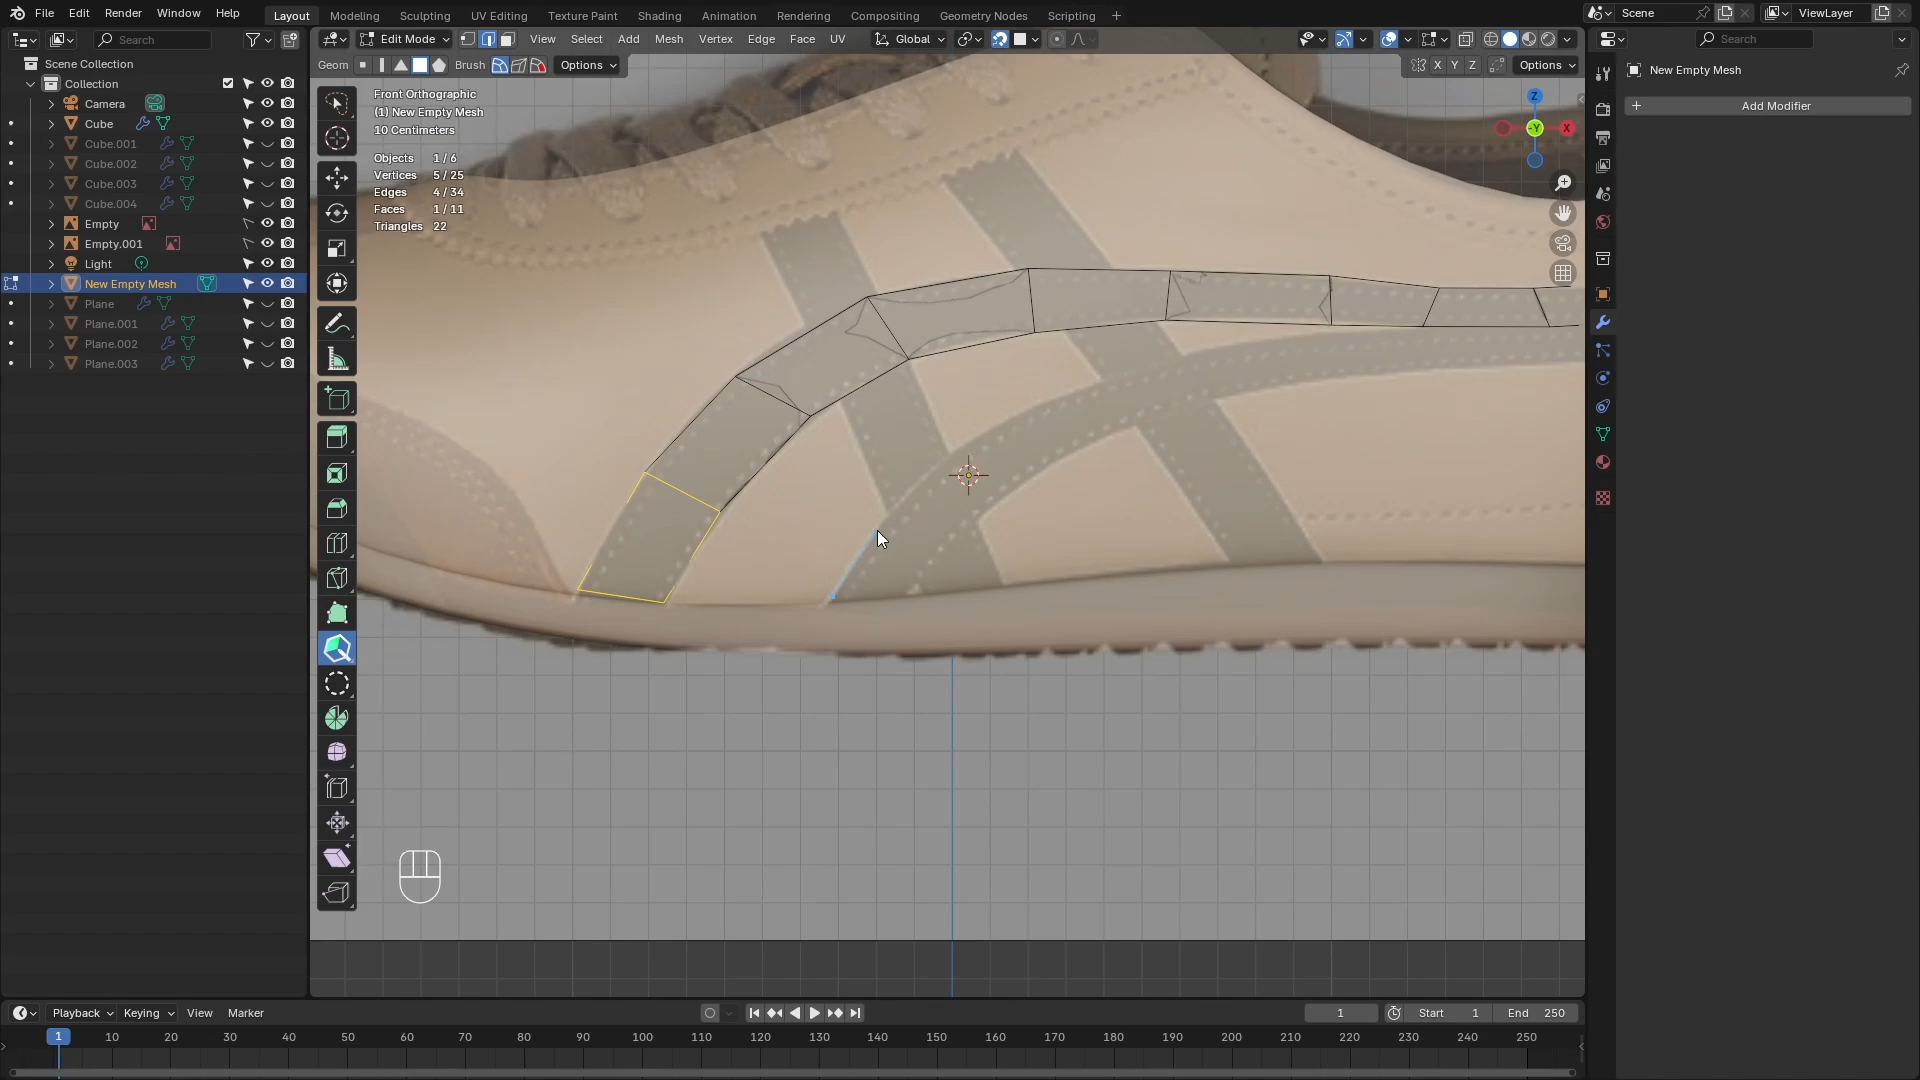 File Edit Render Window Help Layout Modeling Sculpting UV Editing Texture Paint Shading Animation Rendering Compositing Geometry Nodes Scripting + Scene ViewLayer
Search Edit Mode View Select Add Mesh Vertex Edge Face UV Global Search
Scene Collection Geom Brush Options X Y Z Options New Empty Mesh
Collection + Add Modifier
Camera
Cube
Cube.001
Cube.002
Cube.003
Cube.004
Empty
Empty.001
Light
New Empty Mesh
Plane
Plane.001
Plane.002
Plane.003
Front Orthographic
(1) New Empty Mesh
10 Centimeters
Objects 1 / 6
Vertices 5 / 25
Edges 4 / 34
Faces 1 / 11
Triangles 22
Z
-Y X
Playback Keying View Marker 1 Start 1 End 250
1 10 20 30 40 50 60 70 80 90 100 110 120 130 140 150 160 170 180 190 200 210 220 230 240 250